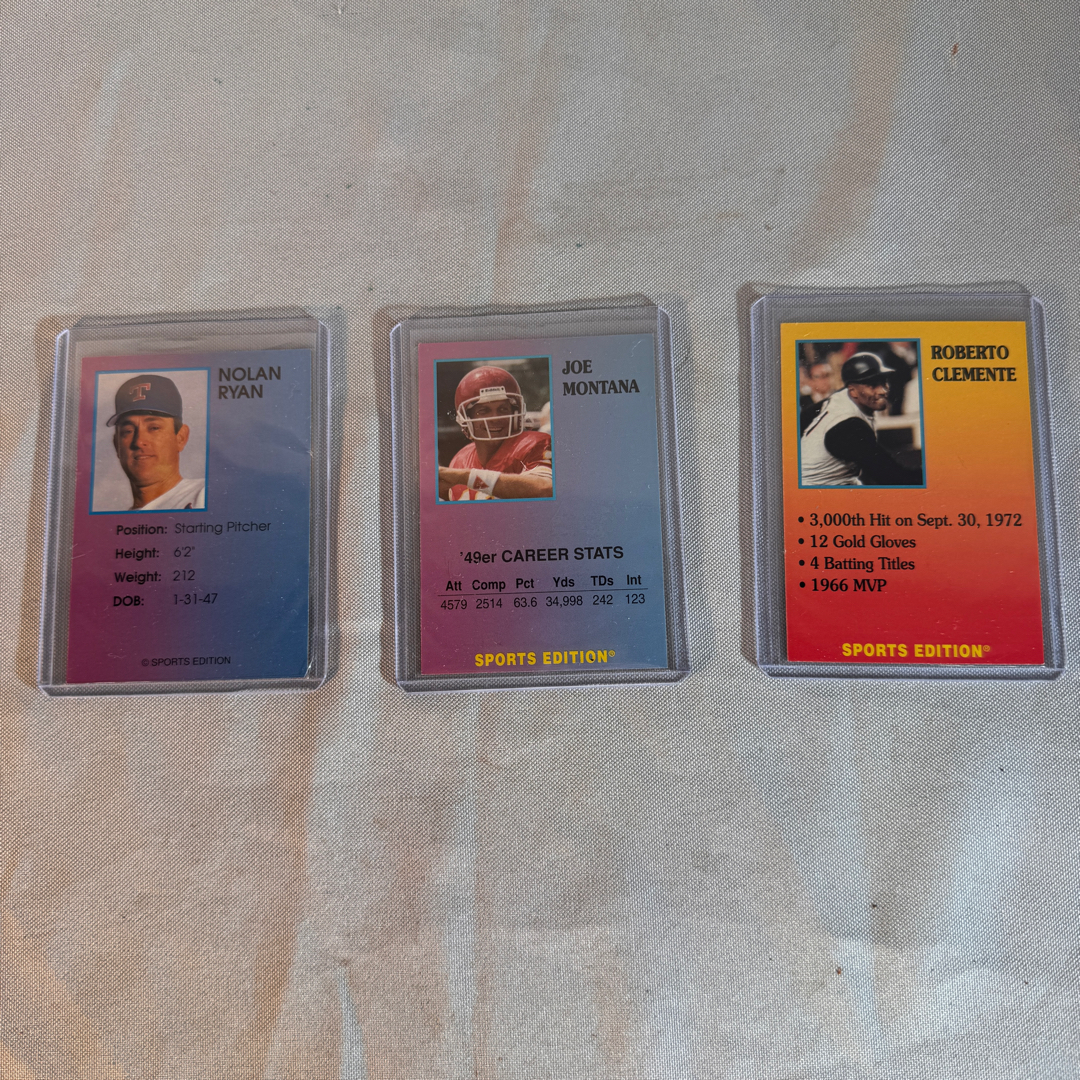 NOLAN
RYAN
Position: Starting Pitcher
Height: 6'2"
Weight: 212
DOB: 1-31-47
© SPORTS EDITION
JOE
MONTANA
'49er CAREER STATS
Att Comp Pct Yds TDs Int
4579 2514 63.6 34,998 242 123
SPORTS EDITION®
ROBERTO
CLEMENTE
• 3,000th Hit on Sept. 30, 1972
• 12 Gold Gloves
• 4 Batting Titles
• 1966 MVP
SPORTS EDITION®